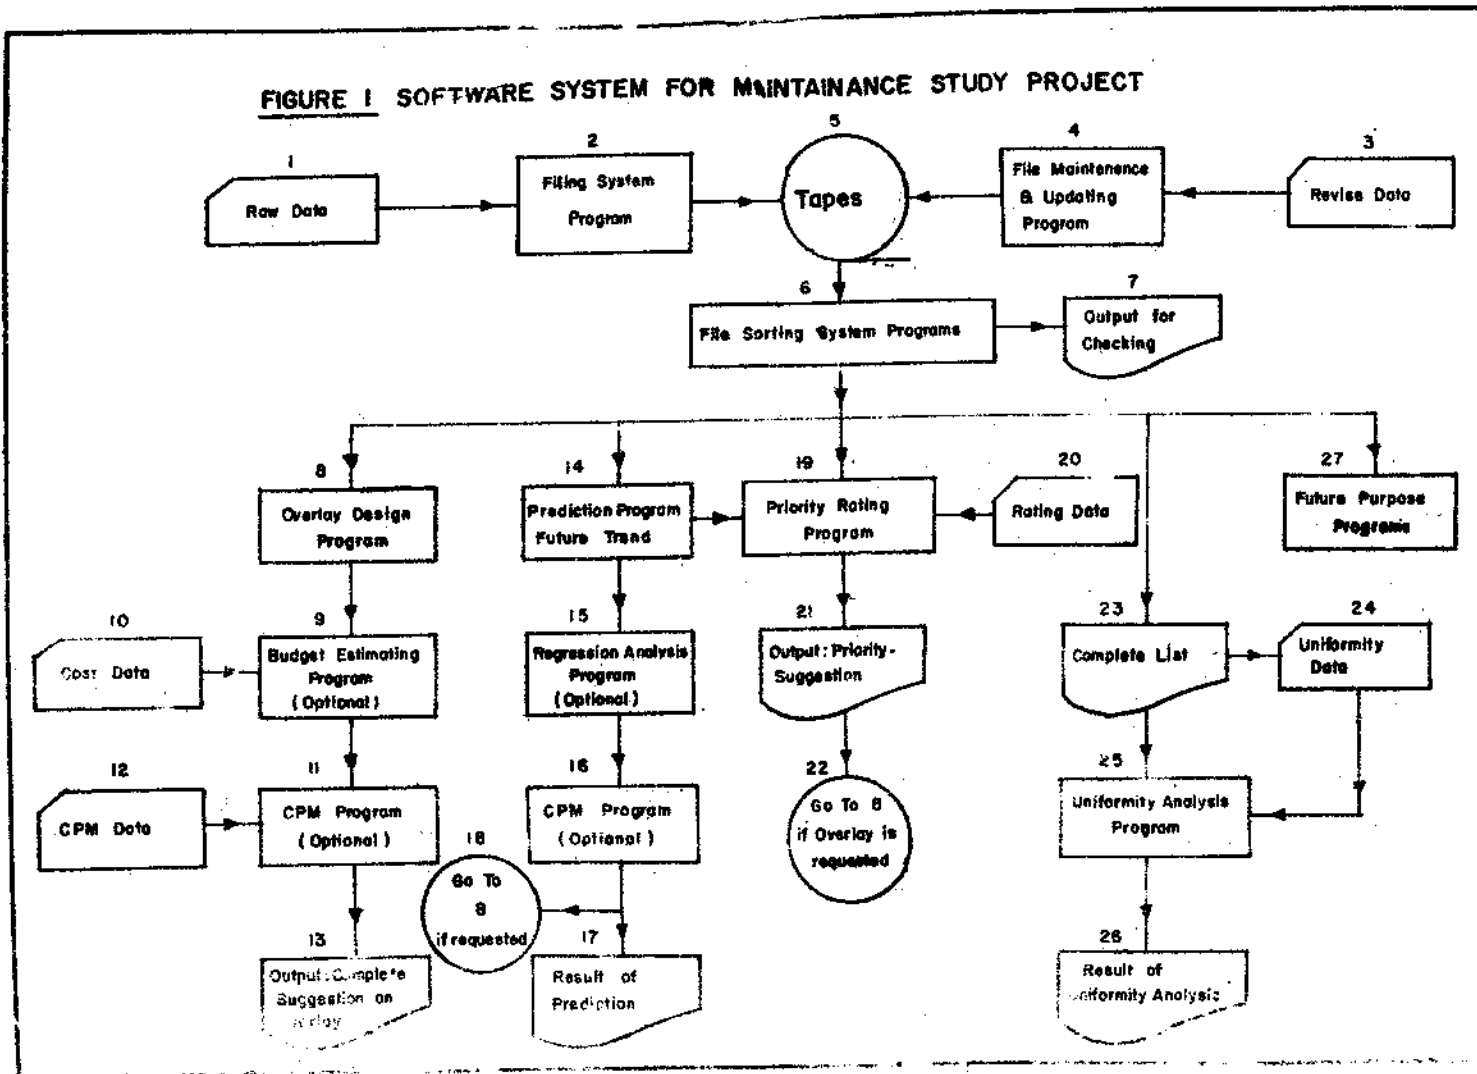 FIGURE 1 SOFTWARE SYSTEM FOR MAINTAINANCE STUDY PROJECT
1
Raw Data
2
Filing System
Program
5
Tapes
4
File Maintenence
& Updating
Program
3
Revise Data
6
File Sorting System Programs
7
Output for
Checking
8
Overlay Design
Program
14
Prediction Program
Future Trend
19
Priority Rating
Program
20
Rating Data
27
Future Purpose
Programs
10
Cost Data
9
Budget Estimating
Program
(Optional)
15
Regression Analysis
Program
(Optional)
21
Output: Priority-
Suggestion
23
Complete List
24
Uniformity
Data
12
CPM Data
11
CPM Program
(Optional)
16
CPM Program
(Optional)
22
Go To 8
if Overlay is
requested
25
Uniformity Analysis
Program
18
Go To
8
if requested
13
Output: Complete
Suggestion on
17
Result of
Prediction
26
Result of
Uniformity Analysis